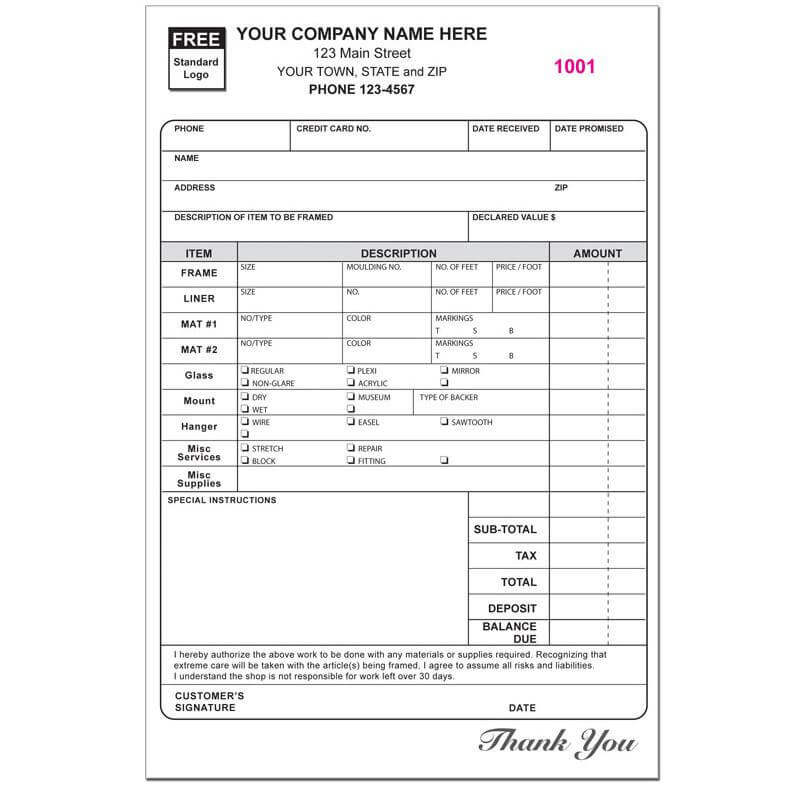 FREE
Standard
Logo
YOUR COMPANY NAME HERE
123 Main Street
YOUR TOWN, STATE and ZIP
PHONE 123-4567
1001
PHONE CREDIT CARD NO. DATE RECEIVED DATE PROMISED
NAME
ADDRESS ZIP
DESCRIPTION OF ITEM TO BE FRAMED DECLARED VALUE $
ITEM DESCRIPTION AMOUNT
FRAME SIZE MOULDING NO. NO. OF FEET PRICE / FOOT
LINER SIZE NO. NO. OF FEET PRICE / FOOT
MAT #1 NO/TYPE COLOR MARKINGS
T S B
MAT #2 NO/TYPE COLOR MARKINGS
T S B
Glass ❏ REGULAR ❏ PLEXI ❏ MIRROR
❏ NON-GLARE ❏ ACRYLIC ❏
Mount ❏ DRY ❏ MUSEUM TYPE OF BACKER
❏ WET ❏
Hanger ❏ WIRE ❏ EASEL ❏ SAWTOOTH
❏
Misc ❏ STRETCH ❏ REPAIR
Services ❏ BLOCK ❏ FITTING ❏
Misc
Supplies
SPECIAL INSTRUCTIONS
SUB-TOTAL
TAX
TOTAL
DEPOSIT
BALANCE
DUE
I hereby authorize the above work to be done with any materials or supplies required. Recognizing that
extreme care will be taken with the article(s) being framed, I agree to assume all risks and liabilities.
I understand the shop is not responsible for work left over 30 days.
CUSTOMER'S
SIGNATURE DATE
Thank You